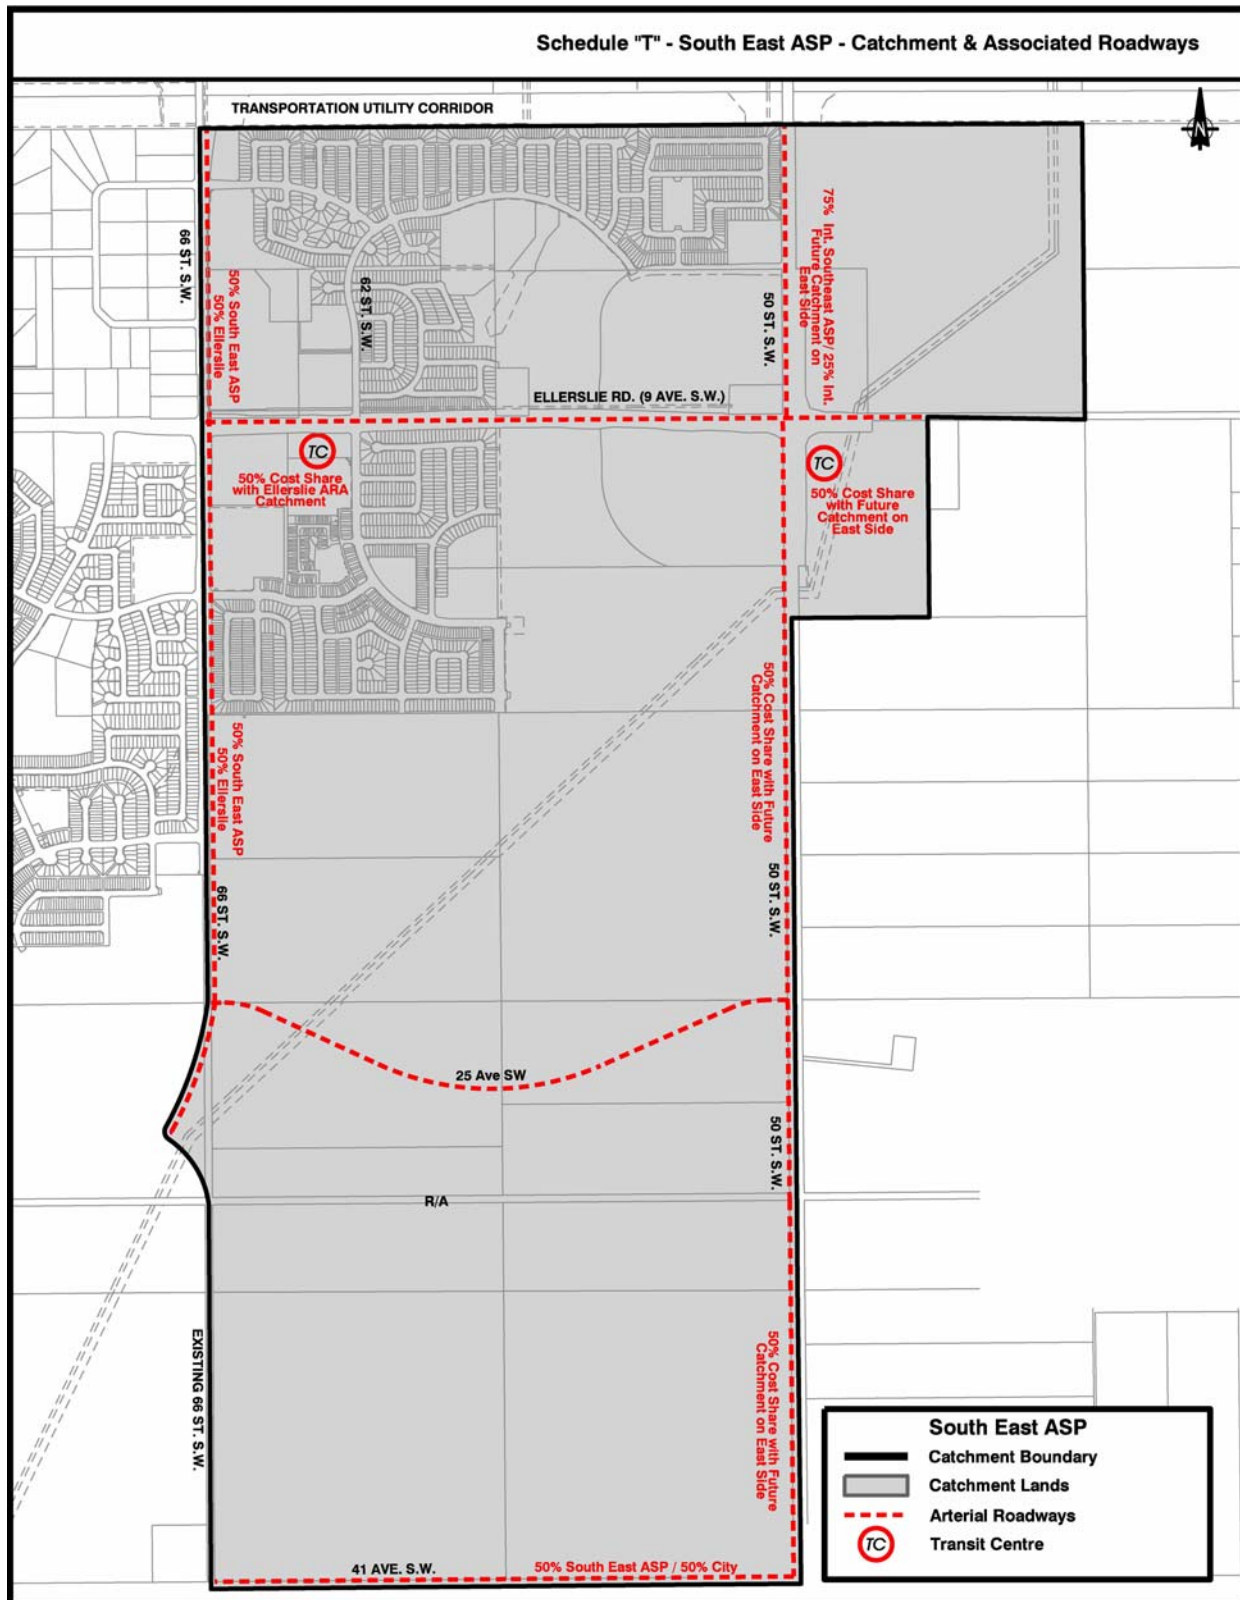 Schedule "T" - South East ASP - Catchment & Associated Roadways
TRANSPORTATION UTILITY CORRIDOR
N
66 ST. S.W.
50% South East ASP
50% Ellerslie
62 ST. S.W.
50 ST. S.W.
75% Int. Southeast ASP/ 25% Int.
Future Catchment on
East Side
ELLERSLIE RD. (9 AVE. S.W.)
TC
50% Cost Share
with Ellerslie ARA
Catchment
TC
50% Cost Share
with Future
Catchment on
East Side
50% Cost Share with Future
Catchment on East Side
50% South East ASP
50% Ellerslie
66 ST. S.W.
50 ST. S.W.
25 Ave SW
50 ST. S.W.
R/A
EXISTING 66 ST. S.W.
50% Cost Share with Future
Catchment on East Side
41 AVE. S.W.
50% South East ASP / 50% City
South East ASP
Catchment Boundary
Catchment Lands
Arterial Roadways
TC
Transit Centre